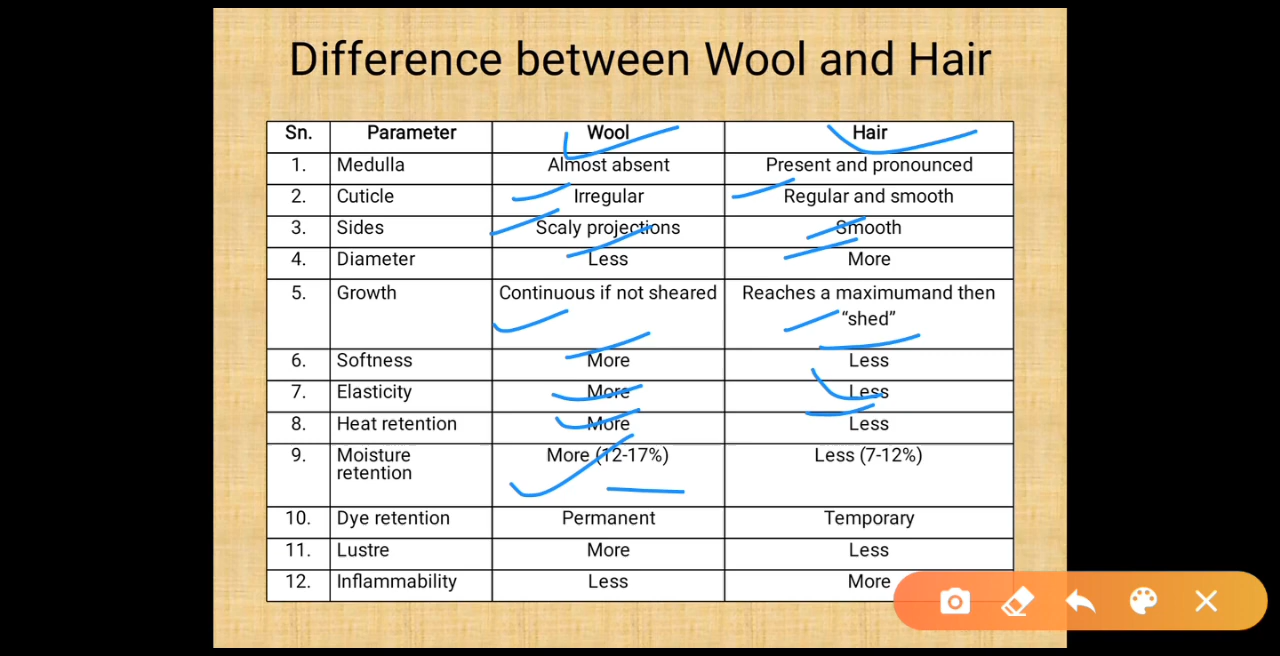 Difference between Wool and Hair
Sn. Parameter Wool Hair
1. Medulla Almost absent Present and pronounced
2. Cuticle Irregular Regular and smooth
3. Sides Scaly projections Smooth
4. Diameter Less More
5. Growth Continuous if not sheared Reaches a maximumand then
“shed”
6. Softness More Less
7. Elasticity More Less
8. Heat retention More Less
9. Moisture More (12-17%) Less (7-12%)
retention
10. Dye retention Permanent Temporary
11. Lustre More Less
12. Inflammability Less More